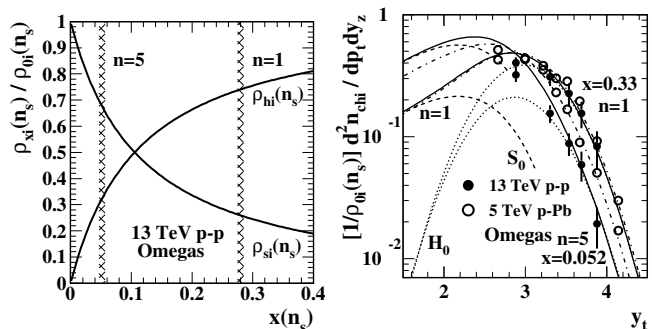 ρxi(ns) / ρ0i(ns)
1
0.9
0.8
0.7
0.6
0.5
0.4
0.3
0.2
0.1
0
n=5
n=1
ρhi(ns)
13 TeV p-p
Omegas
ρsi(ns)
0
0.1
0.2
0.3
0.4
x(ns)
[1/ρ0i(ns)] d²nchi / dptdyz
1
10⁻¹
10⁻²
x=0.33
n=1
n=1
S0
13 TeV p-p
5 TeV p-Pb
Omegas
H0
n=5
x=0.052
2
3
4
yt